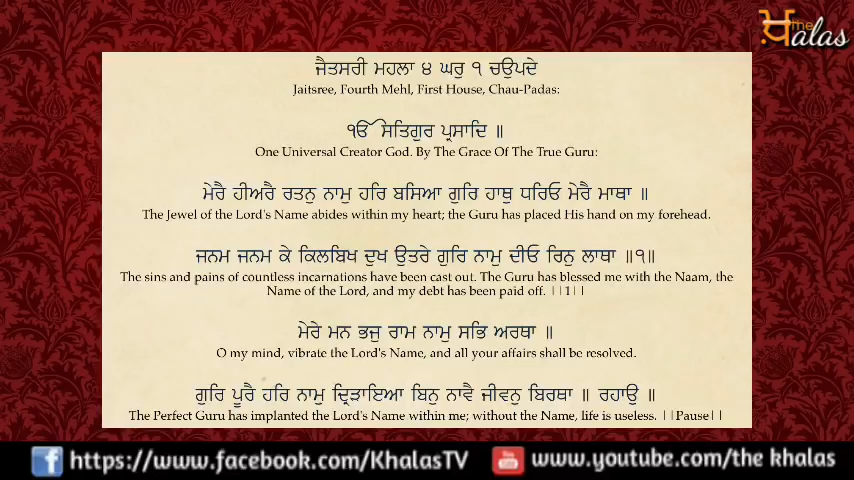 ਖ਼ the
alas
ਜੈਤਸਰੀ ਮਹਲਾ ੪ ਘਰੁ ੧ ਚਉਪਦੇ
Jaitsree, Fourth Mehl, First House, Chau-Padas:
ੴ ਸਤਿਗੁਰ ਪ੍ਰਸਾਦਿ ॥
One Universal Creator God. By The Grace Of The True Guru:
ਮੇਰੈ ਹੀਅਰੈ ਰਤਨੁ ਨਾਮੁ ਹਰਿ ਬਸਿਆ ਗੁਰਿ ਹਾਥੁ ਧਰਿਓ ਮੇਰੈ ਮਾਥਾ ॥
The Jewel of the Lord's Name abides within my heart; the Guru has placed His hand on my forehead.
ਜਨਮ ਜਨਮ ਕੇ ਕਿਲਬਿਖ ਦੁਖ ਉਤਰੇ ਗੁਰਿ ਨਾਮੁ ਦੀਓ ਰਿਨੁ ਲਾਥਾ ॥੧॥
The sins and pains of countless incarnations have been cast out. The Guru has blessed me with the Naam, the
Name of the Lord, and my debt has been paid off. ||1||
ਮੇਰੇ ਮਨ ਭਜੁ ਰਾਮ ਨਾਮੁ ਸਭਿ ਅਰਥਾ ॥
O my mind, vibrate the Lord's Name, and all your affairs shall be resolved.
ਗੁਰਿ ਪੂਰੈ ਹਰਿ ਨਾਮੁ ਦ੍ਰਿੜਾਇਆ ਬਿਨੁ ਨਾਵੈ ਜੀਵਨੁ ਬਿਰਥਾ ॥ ਰਹਾਉ ॥
The Perfect Guru has implanted the Lord's Name within me; without the Name, life is useless. ||Pause||
https://www.facebook.com/KhalasTV www.youtube.com/the khalas